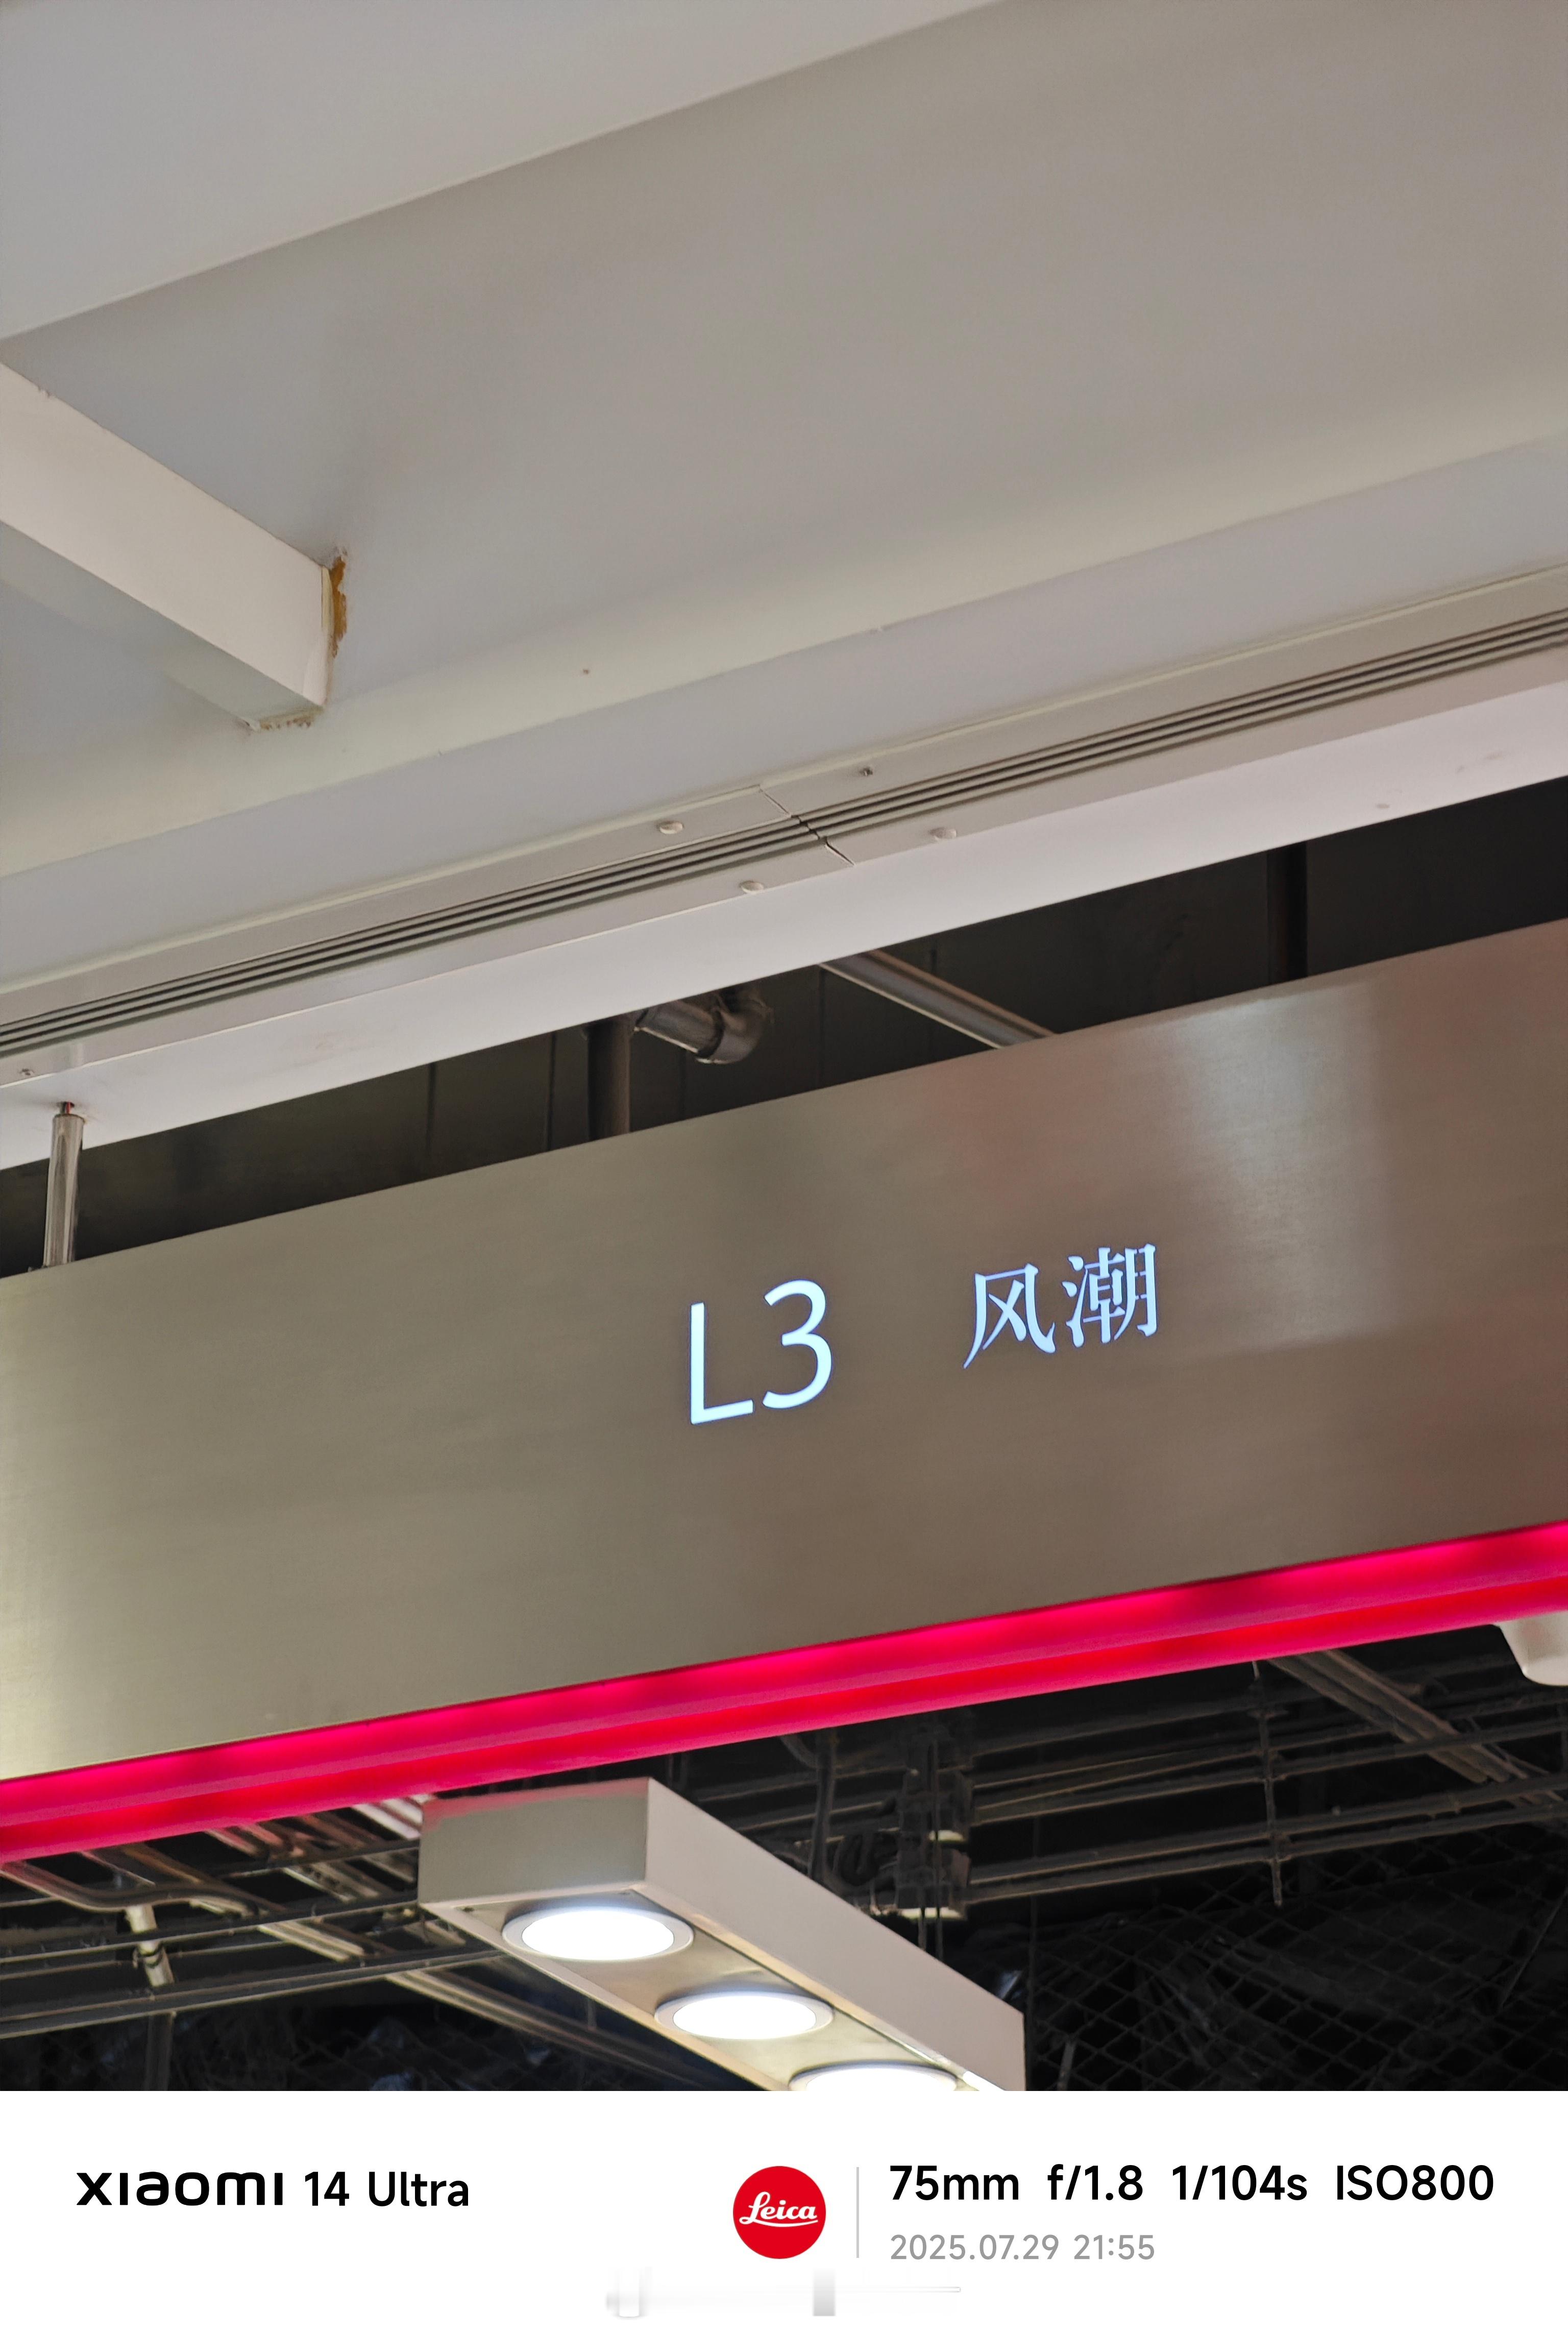 L3 风潮
xiaomi 14 Ultra
Leica
75mm f/1.8 1/104s ISO800
2025.07.29 21:55